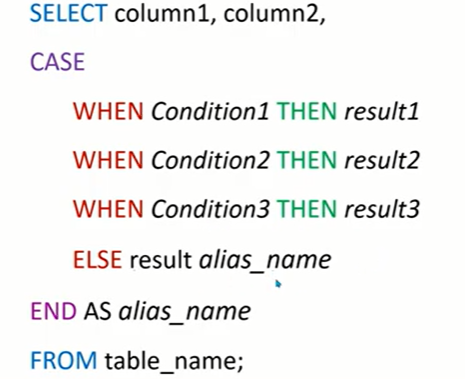 SELECT column1, column2,
CASE
WHEN Condition1 THEN result1
WHEN Condition2 THEN result2
WHEN Condition3 THEN result3
ELSE result alias_name
END AS alias_name
FROM table_name;